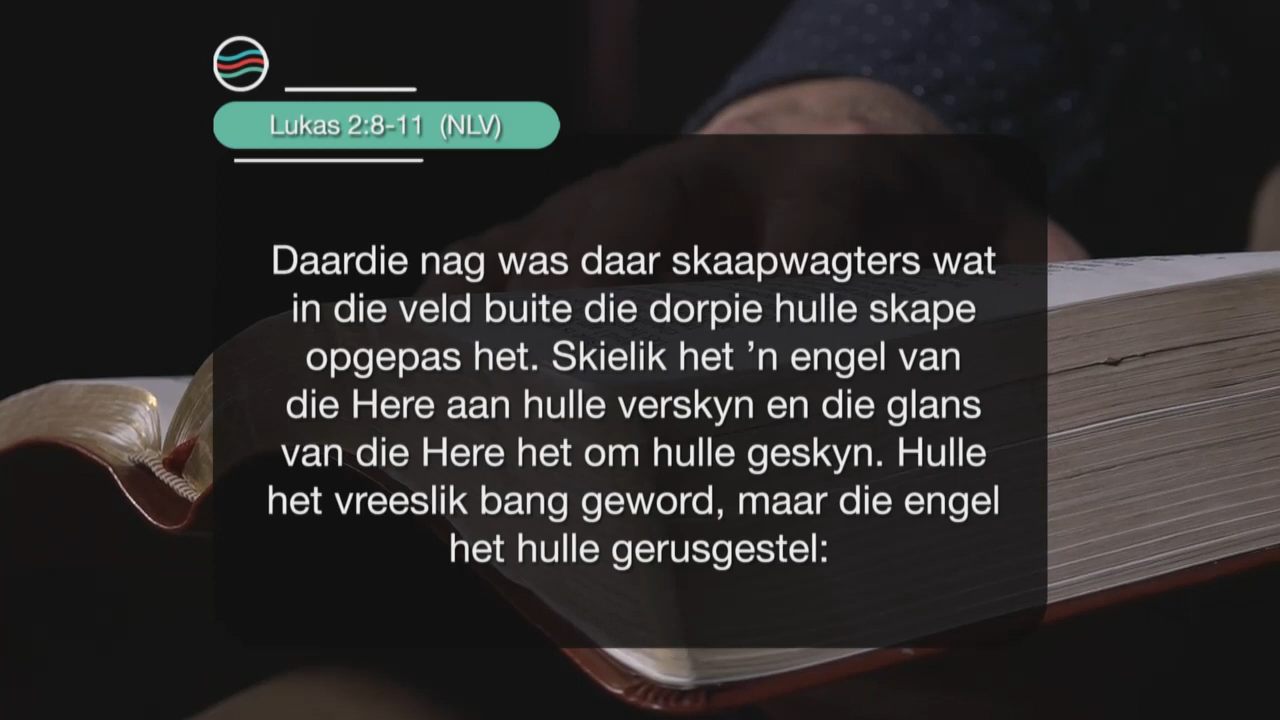 Lukas 2:8-11 (NLV)
Daardie nag was daar skaapwagters wat
in die veld buite die dorpie hulle skape
opgepas het. Skielik het ’n engel van
die Here aan hulle verskyn en die glans
van die Here het om hulle geskyn. Hulle
het vreeslik bang geword, maar die engel
het hulle gerusgestel: